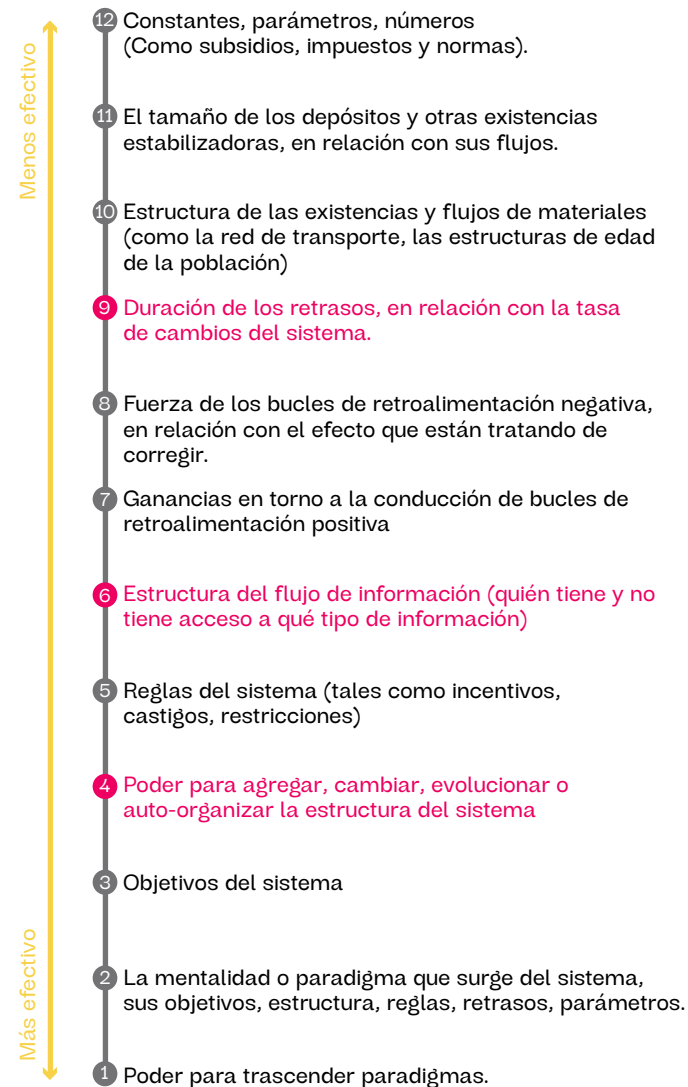 Menos efectivo
12 Constantes, parámetros, números
(Como subsidios, impuestos y normas).
11 El tamaño de los depósitos y otras existencias
estabilizadoras, en relación con sus flujos.
10 Estructura de las existencias y flujos de materiales
(como la red de transporte, las estructuras de edad
de la población)
9 Duración de los retrasos, en relación con la tasa
de cambios del sistema.
8 Fuerza de los bucles de retroalimentación negativa,
en relación con el efecto que están tratando de
corregir.
7 Ganancias en torno a la conducción de bucles de
retroalimentación positiva
6 Estructura del flujo de información (quién tiene y no
tiene acceso a qué tipo de información)
5 Reglas del sistema (tales como incentivos,
castigos, restricciones)
4 Poder para agregar, cambiar, evolucionar o
auto-organizar la estructura del sistema
3 Objetivos del sistema
Más efectivo
2 La mentalidad o paradigma que surge del sistema,
sus objetivos, estructura, reglas, retrasos, parámetros.
1 Poder para trascender paradigmas.